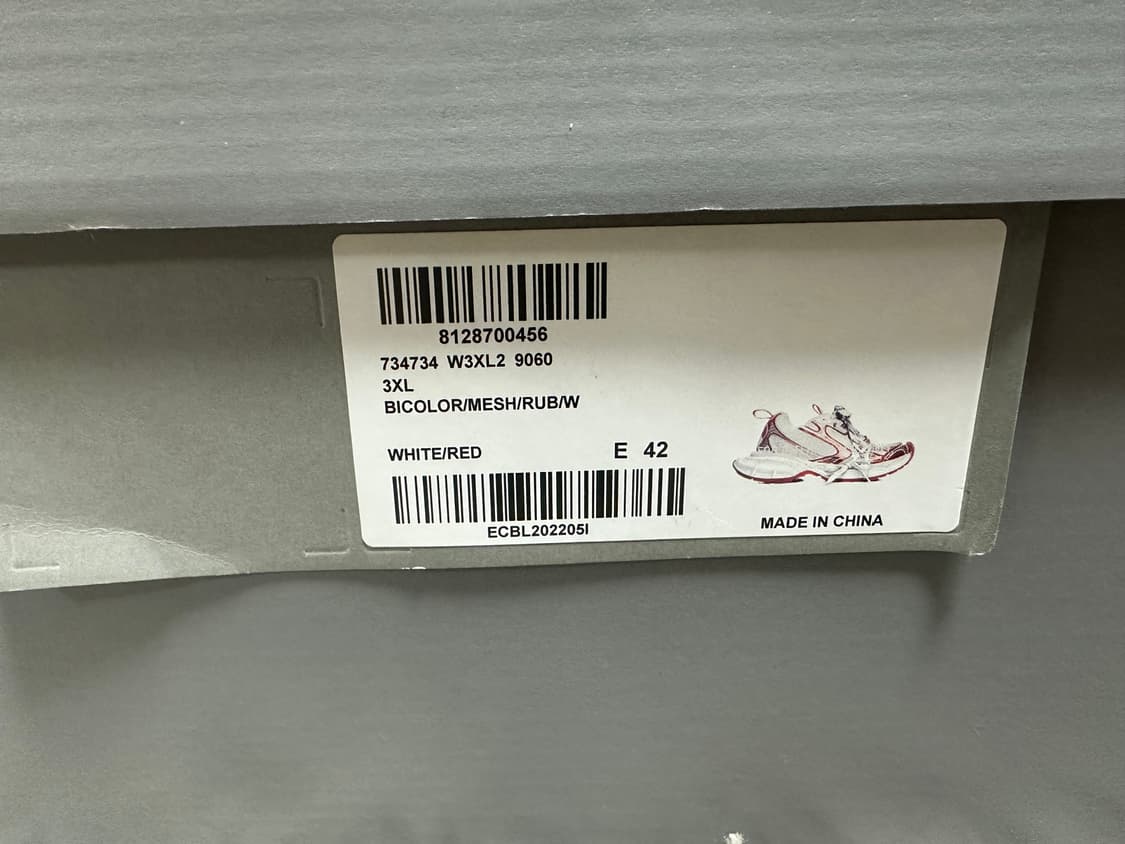 8128700456
734734 W3XL2 9060
3XL
BICOLOR/MESH/RUB/W
WHITE/RED E 42
ECBL202205I
MADE IN CHINA